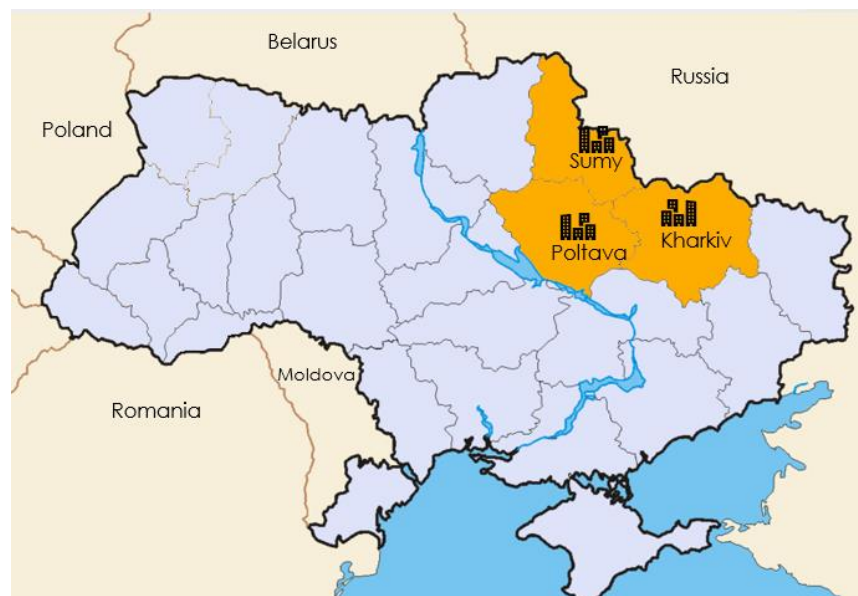 Belarus
Russia
Poland
Sumy
Poltava
Kharkiv
Moldova
Romania